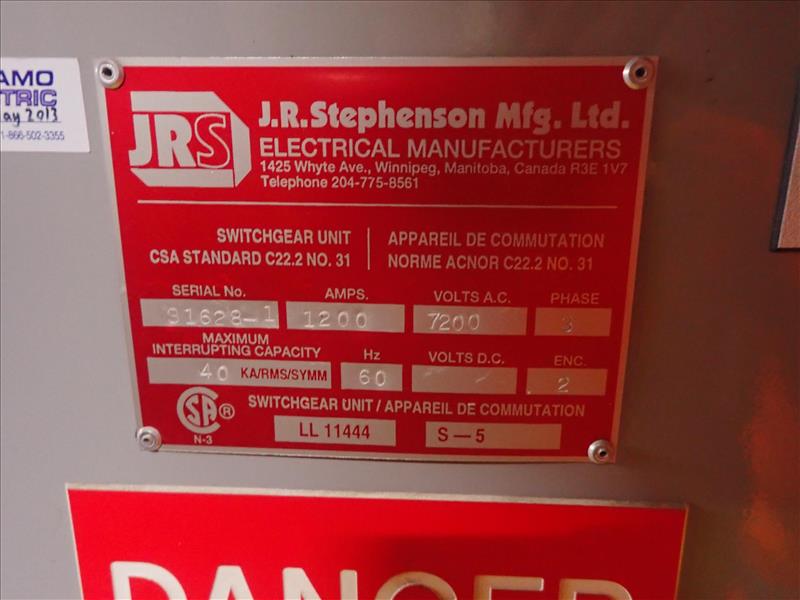 AMO
TRIC
ay 2013
1-866-502-3355
JRS
J.R.Stephenson Mfg. Ltd.
ELECTRICAL MANUFACTURERS
1425 Whyte Ave., Winnipeg, Manitoba, Canada R3E 1V7
Telephone 204-775-8561
SWITCHGEAR UNIT
CSA STANDARD C22.2 NO. 31
APPAREIL DE COMMUTATION
NORME ACNOR C22.2 NO. 31
SERIAL No. AMPS. VOLTS A.C. PHASE
91628-1 1200 7200 3
MAXIMUM
INTERRUPTING CAPACITY Hz VOLTS D.C. ENC.
40 KA/RMS/SYMM 60 2
CSA ®
N-3
SWITCHGEAR UNIT / APPAREIL DE COMMUTATION
LL 11444 S-5
DANGER